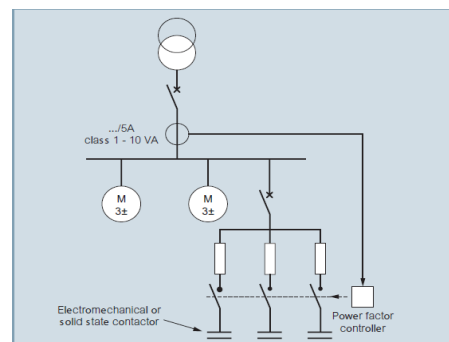 .../5A
class 1 - 10 VA
M
3±
M
3±
Electromechanical or
solid state contactor
Power factor
controller